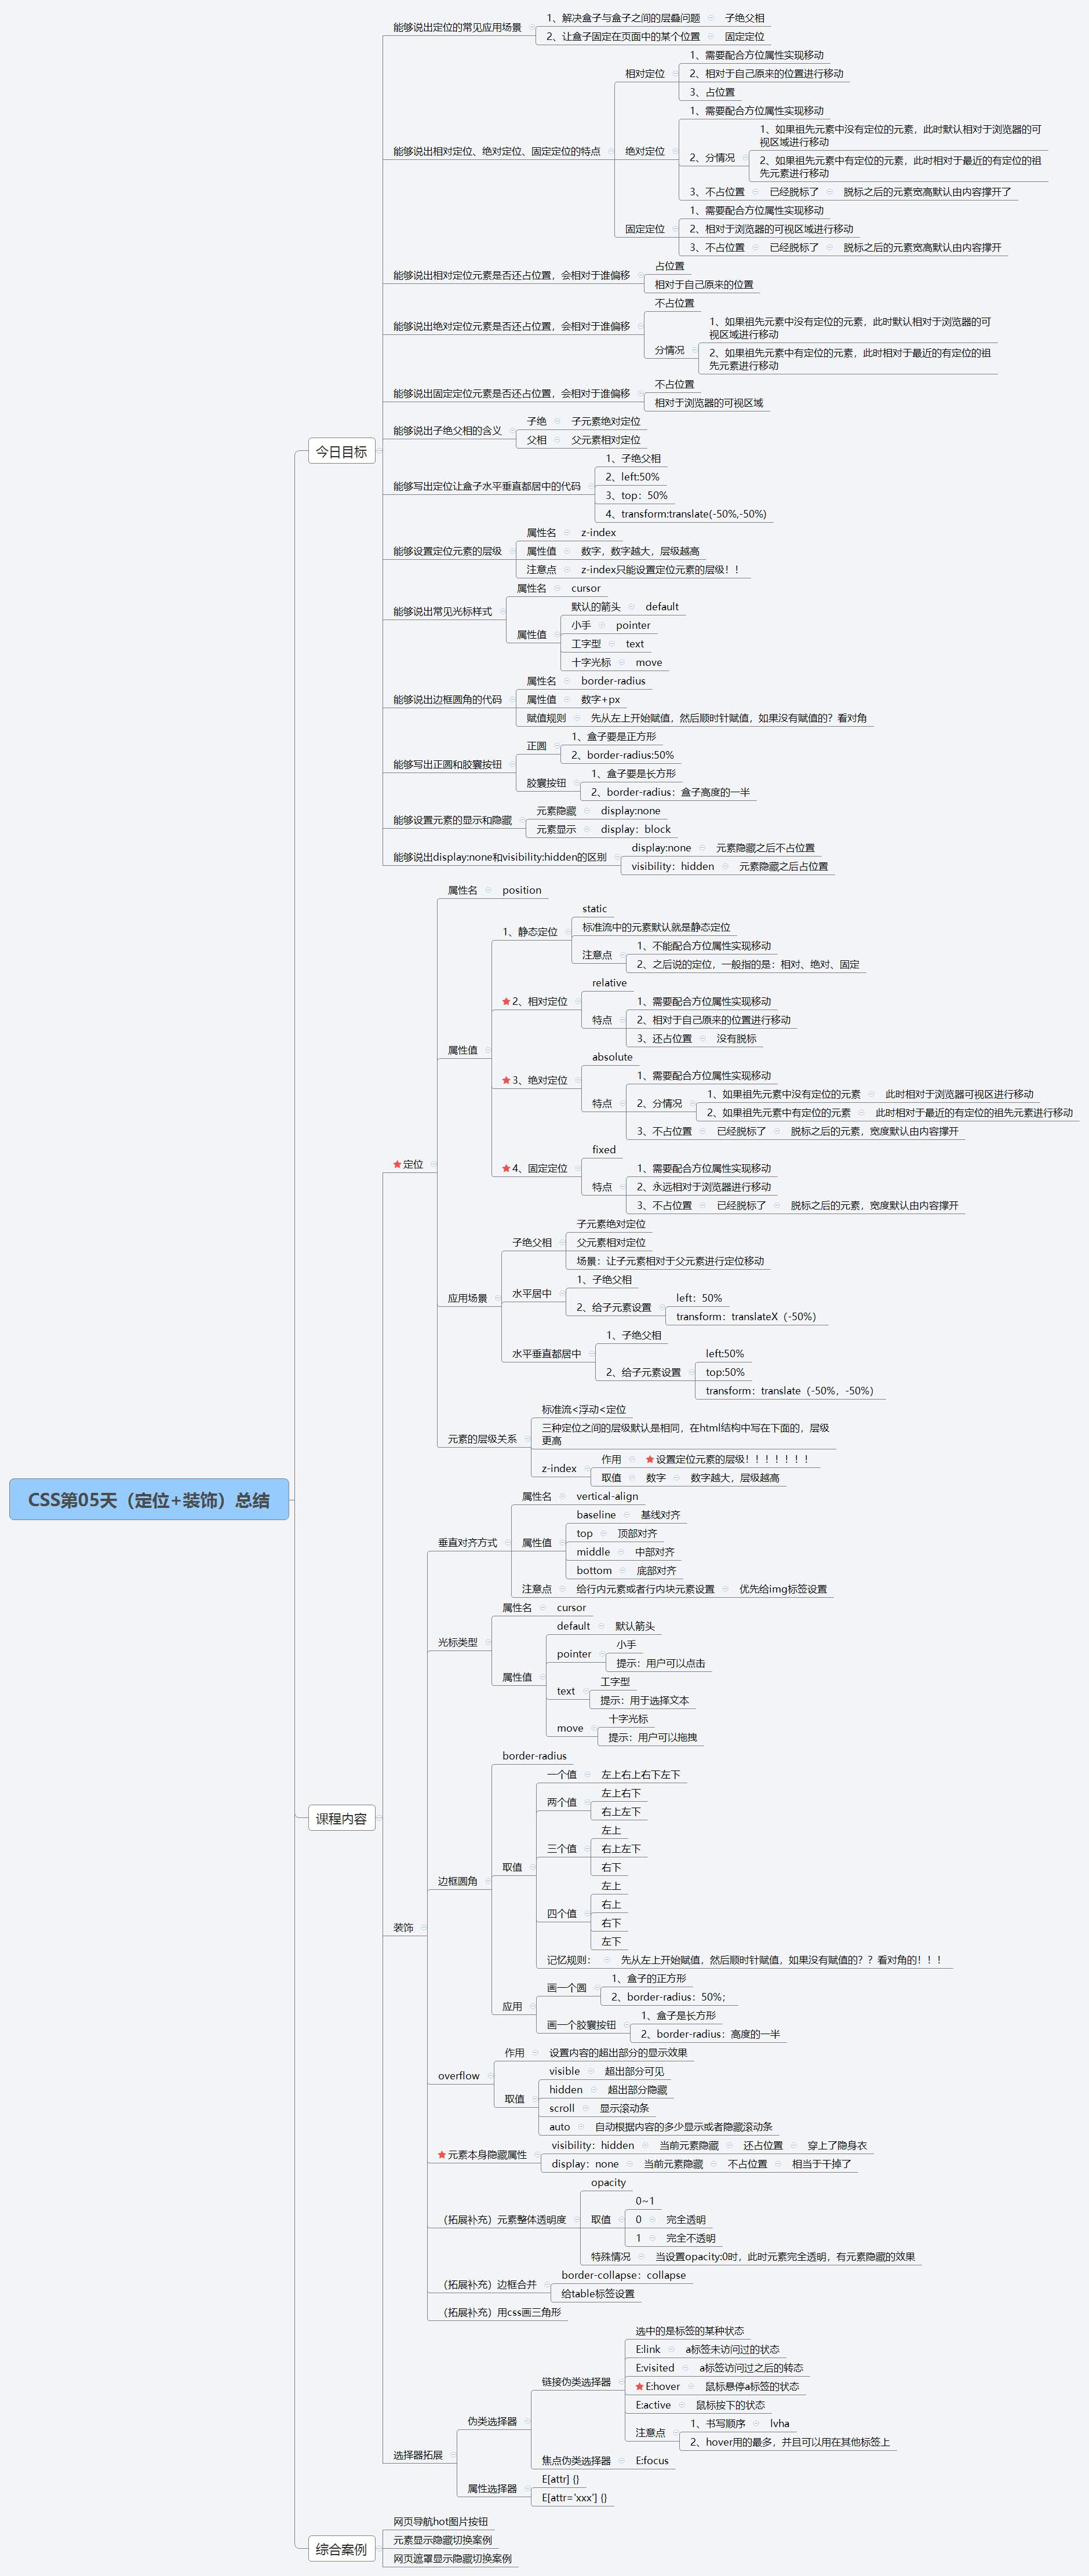 CSS第05天（定位+装饰）总结
今日目标
能够说出定位的常见应用场景
1、解决盒子与盒子之间的层叠问题
子绝父相
2、让盒子固定在页面中的某个位置
固定定位
能够说出相对定位、绝对定位、固定定位的特点
相对定位
1、需要配合方位属性实现移动
2、相对于自己原来的位置进行移动
3、占位置
绝对定位
1、需要配合方位属性实现移动
2、分情况
1、如果祖先元素中没有定位的元素，此时默认相对于浏览器的可
视区域进行移动
2、如果祖先元素中有定位的元素，此时相对于最近的有定位的祖
先元素进行移动
3、不占位置
已经脱标了
脱标之后的元素宽高默认由内容撑开了
固定定位
1、需要配合方位属性实现移动
2、相对于浏览器的可视区域进行移动
3、不占位置
已经脱标了
脱标之后的元素宽高默认由内容撑开
能够说出相对定位元素是否还占位置，会相对于谁偏移
占位置
相对于自己原来的位置
能够说出绝对定位元素是否还占位置，会相对于谁偏移
不占位置
分情况
1、如果祖先元素中没有定位的元素，此时默认相对于浏览器的可
视区域进行移动
2、如果祖先元素中有定位的元素，此时相对于最近的有定位的祖
先元素进行移动
能够说出固定定位元素是否还占位置，会相对于谁偏移
不占位置
相对于浏览器的可视区域
能够说出子绝父相的含义
子绝
子元素绝对定位
父相
父元素相对定位
能够写出定位让盒子水平垂直都居中的代码
1、子绝父相
2、left:50%
3、top：50%
4、transform:translate(-50%,-50%)
能够设置定位元素的层级
属性名
z-index
属性值
数字，数字越大，层级越高
注意点
z-index只能设置定位元素的层级！！
能够说出常见光标样式
属性名
cursor
属性值
默认的箭头
default
小手
pointer
工字型
text
十字光标
move
能够说出边框圆角的代码
属性名
border-radius
属性值
数字+px
赋值规则
先从左上开始赋值，然后顺时针赋值，如果没有赋值的？看对角
能够写出正圆和胶囊按钮
正圆
1、盒子要是正方形
2、border-radius:50%
胶囊按钮
1、盒子要是长方形
2、border-radius：盒子高度的一半
能够设置元素的显示和隐藏
元素隐藏
display:none
元素显示
display：block
能够说出display:none和visibility:hidden的区别
display:none
元素隐藏之后不占位置
visibility：hidden
元素隐藏之后占位置
课程内容
定位
属性名
position
属性值
1、静态定位
static
标准流中的元素默认就是静态定位
注意点
1、不能配合方位属性实现移动
2、之后说的定位，一般指的是：相对、绝对、固定
2、相对定位
relative
特点
1、需要配合方位属性实现移动
2、相对于自己原来的位置进行移动
3、还占位置
没有脱标
3、绝对定位
absolute
特点
1、需要配合方位属性实现移动
2、分情况
1、如果祖先元素中没有定位的元素
此时相对于浏览器可视区进行移动
2、如果祖先元素中有定位的元素
此时相对于最近的有定位的祖先元素进行移动
3、不占位置
已经脱标了
脱标之后的元素，宽度默认由内容撑开
4、固定定位
fixed
特点
1、需要配合方位属性实现移动
2、永远相对于浏览器进行移动
3、不占位置
已经脱标了
脱标之后的元素，宽度默认由内容撑开
应用场景
子绝父相
子元素绝对定位
父元素相对定位
场景：让子元素相对于父元素进行定位移动
水平居中
1、子绝父相
2、给子元素设置
left：50%
transform：translateX（-50%）
水平垂直都居中
1、子绝父相
2、给子元素设置
left:50%
top:50%
transform：translate（-50%，-50%）
元素的层级关系
标准流<浮动<定位
三种定位之间的层级默认是相同，在html结构中写在下面的，层级
更高
z-index
作用
设置定位元素的层级！！！！！！！
取值
数字
数字越大，层级越高
装饰
垂直对齐方式
属性名
vertical-align
属性值
baseline
基线对齐
top
顶部对齐
middle
中部对齐
bottom
底部对齐
注意点
给行内元素或者行内块元素设置
优先给img标签设置
光标类型
属性名
cursor
属性值
default
默认箭头
pointer
小手
提示：用户可以点击
text
工字型
提示：用于选择文本
move
十字光标
提示：用户可以拖拽
边框圆角
border-radius
取值
一个值
左上右上右下左下
两个值
左上右下
右上左下
三个值
左上
右上左下
右下
四个值
左上
右上
右下
左下
记忆规则：
先从左上开始赋值，然后顺时针赋值，如果没有赋值的？？看对角的！！！
应用
画一个圆
1、盒子的正方形
2、border-radius：50%；
画一个胶囊按钮
1、盒子是长方形
2、border-radius：高度的一半
overflow
作用
设置内容的超出部分的显示效果
取值
visible
超出部分可见
hidden
超出部分隐藏
scroll
显示滚动条
auto
自动根据内容的多少显示或者隐藏滚动条
元素本身隐藏属性
visibility：hidden
当前元素隐藏
还占位置
穿上了隐身衣
display：none
当前元素隐藏
不占位置
相当于干掉了
（拓展补充）元素整体透明度
opacity
取值
0~1
0
完全透明
1
完全不透明
特殊情况
当设置opacity:0时，此时元素完全透明，有元素隐藏的效果
（拓展补充）边框合并
border-collapse：collapse
给table标签设置
（拓展补充）用css画三角形
选择器拓展
伪类选择器
链接伪类选择器
选中的是标签的某种状态
E:link
a标签未访问过的状态
E:visited
a标签访问过之后的转态
E:hover
鼠标悬停a标签的状态
E:active
鼠标按下的状态
注意点
1、书写顺序
lvha
2、hover用的最多，并且可以用在其他标签上
焦点伪类选择器
E:focus
属性选择器
E[attr] {}
E[attr='xxx'] {}
综合案例
网页导航hot图片按钮
元素显示隐藏切换案例
网页遮罩显示隐藏切换案例